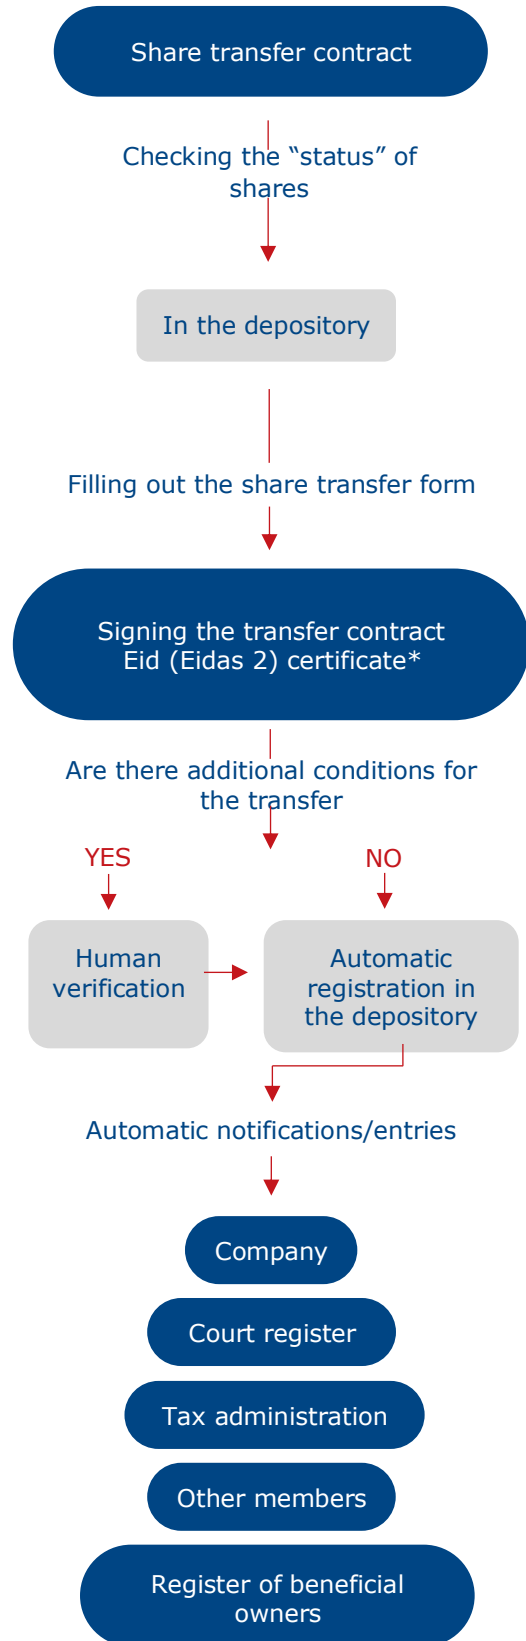 Share transfer contract
Checking the “status” of
shares
In the depository
Filling out the share transfer form
Signing the transfer contract
Eid (Eidas 2) certificate*
Are there additional conditions for
the transfer
YES
NO
Human
verification
Automatic
registration in
the depository
Automatic notifications/entries
Company
Court register
Tax administration
Other members
Register of beneficial
owners